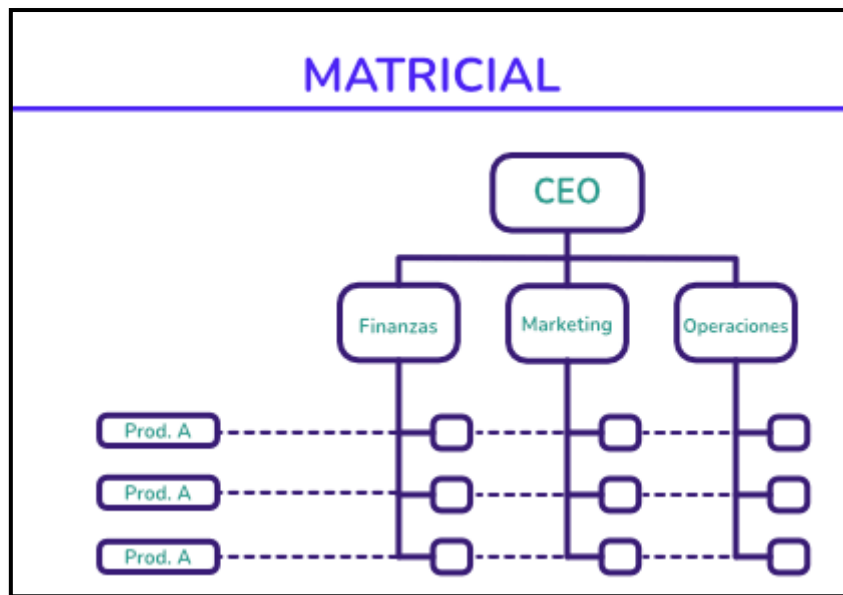 MATRICIAL
CEO
Finanzas Marketing Operaciones
Prod. A
Prod. A
Prod. A